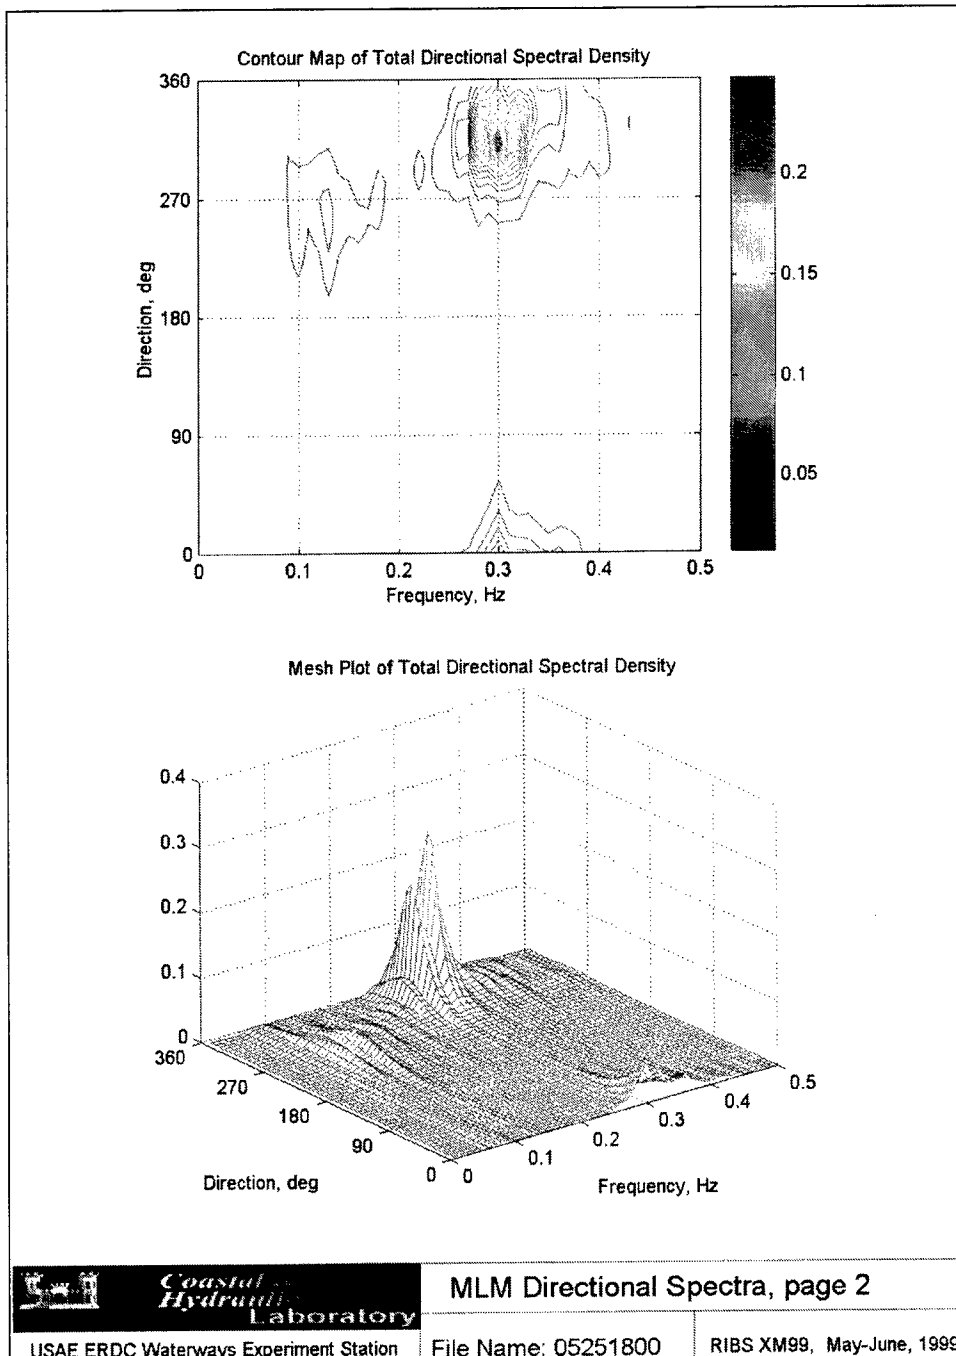 Contour Map of Total Directional Spectral Density
360
270
180
90
0
Direction, deg
0 0.1 0.2 0.3 0.4 0.5
Frequency, Hz
0.2
0.15
0.1
0.05
Mesh Plot of Total Directional Spectral Density
0.4
0.3
0.2
0.1
0
360
270
180
90
0
0
0.1
0.2
0.3
0.4
0.5
Direction, deg
Frequency, Hz
Coastal
Hydraulic
Laboratory
USAE ERDC Waterways Experiment Station
MLM Directional Spectra, page 2
File Name: 05251800
RIBS XM99, May-June, 1999